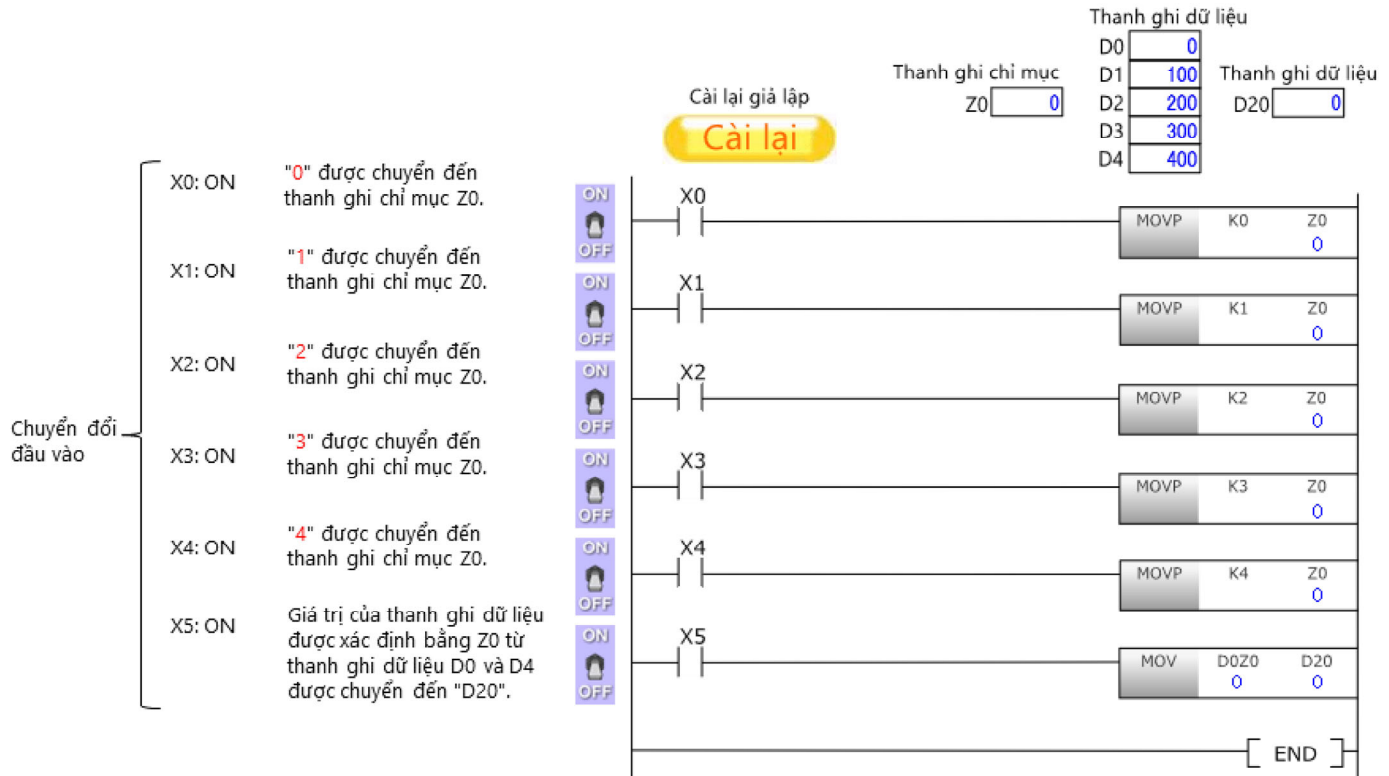 Thanh ghi dữ liệu
D0 0
D1 100
D2 200
D3 300
D4 400
Thanh ghi chỉ mục
Z0 0
Thanh ghi dữ liệu
D20 0
Cài lại giả lập
Cài lại
Chuyển đổi
đầu vào
X0: ON
"0" được chuyển đến
thanh ghi chỉ mục Z0.
ON
OFF
X0
MOVP K0 Z0
0
X1: ON
"1" được chuyển đến
thanh ghi chỉ mục Z0.
ON
OFF
X1
MOVP K1 Z0
0
X2: ON
"2" được chuyển đến
thanh ghi chỉ mục Z0.
ON
OFF
X2
MOVP K2 Z0
0
X3: ON
"3" được chuyển đến
thanh ghi chỉ mục Z0.
ON
OFF
X3
MOVP K3 Z0
0
X4: ON
"4" được chuyển đến
thanh ghi chỉ mục Z0.
ON
OFF
X4
MOVP K4 Z0
0
X5: ON
Giá trị của thanh ghi dữ liệu
được xác định bằng Z0 từ
thanh ghi dữ liệu D0 và D4
được chuyển đến "D20".
ON
OFF
X5
MOV D0Z0 D20
0 0
END